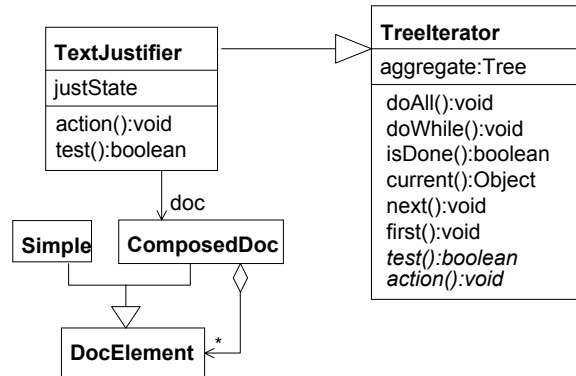 TextJustifier
justState
action():void
test():boolean
TreeIterator
aggregate:Tree
doAll():void
doWhile():void
isDone():boolean
current():Object
next():void
first():void
test():boolean
action():void
doc
Simple
ComposedDoc
*
DocElement